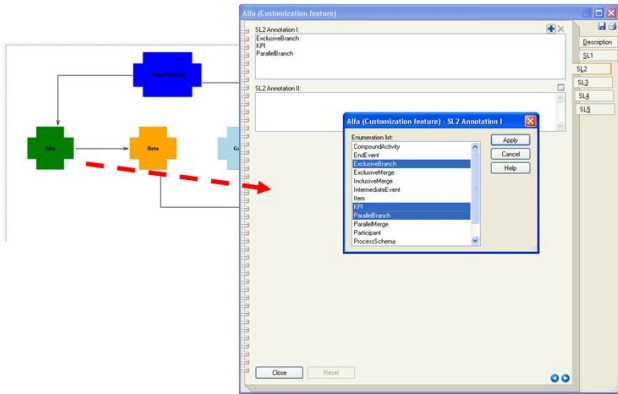 Alfa (Customization feature)
SL2 Annotation I:
ExclusiveBranch
KPI
ParallelBranch
SL2 Annotation II:
Description
SL1
SL2
SL3
SL4
SL5
Alfa
Beta
Alfa (Customization feature) - SL2 Annotation I
Enumeration list:
CompoundActivity
EndEvent
ExclusiveBranch
ExclusiveMerge
InclusiveMerge
IntermediateEvent
Item
KPI
ParallelBranch
ParallelMerge
Participant
ProcessSchema
Apply
Cancel
Help
Close
Reset